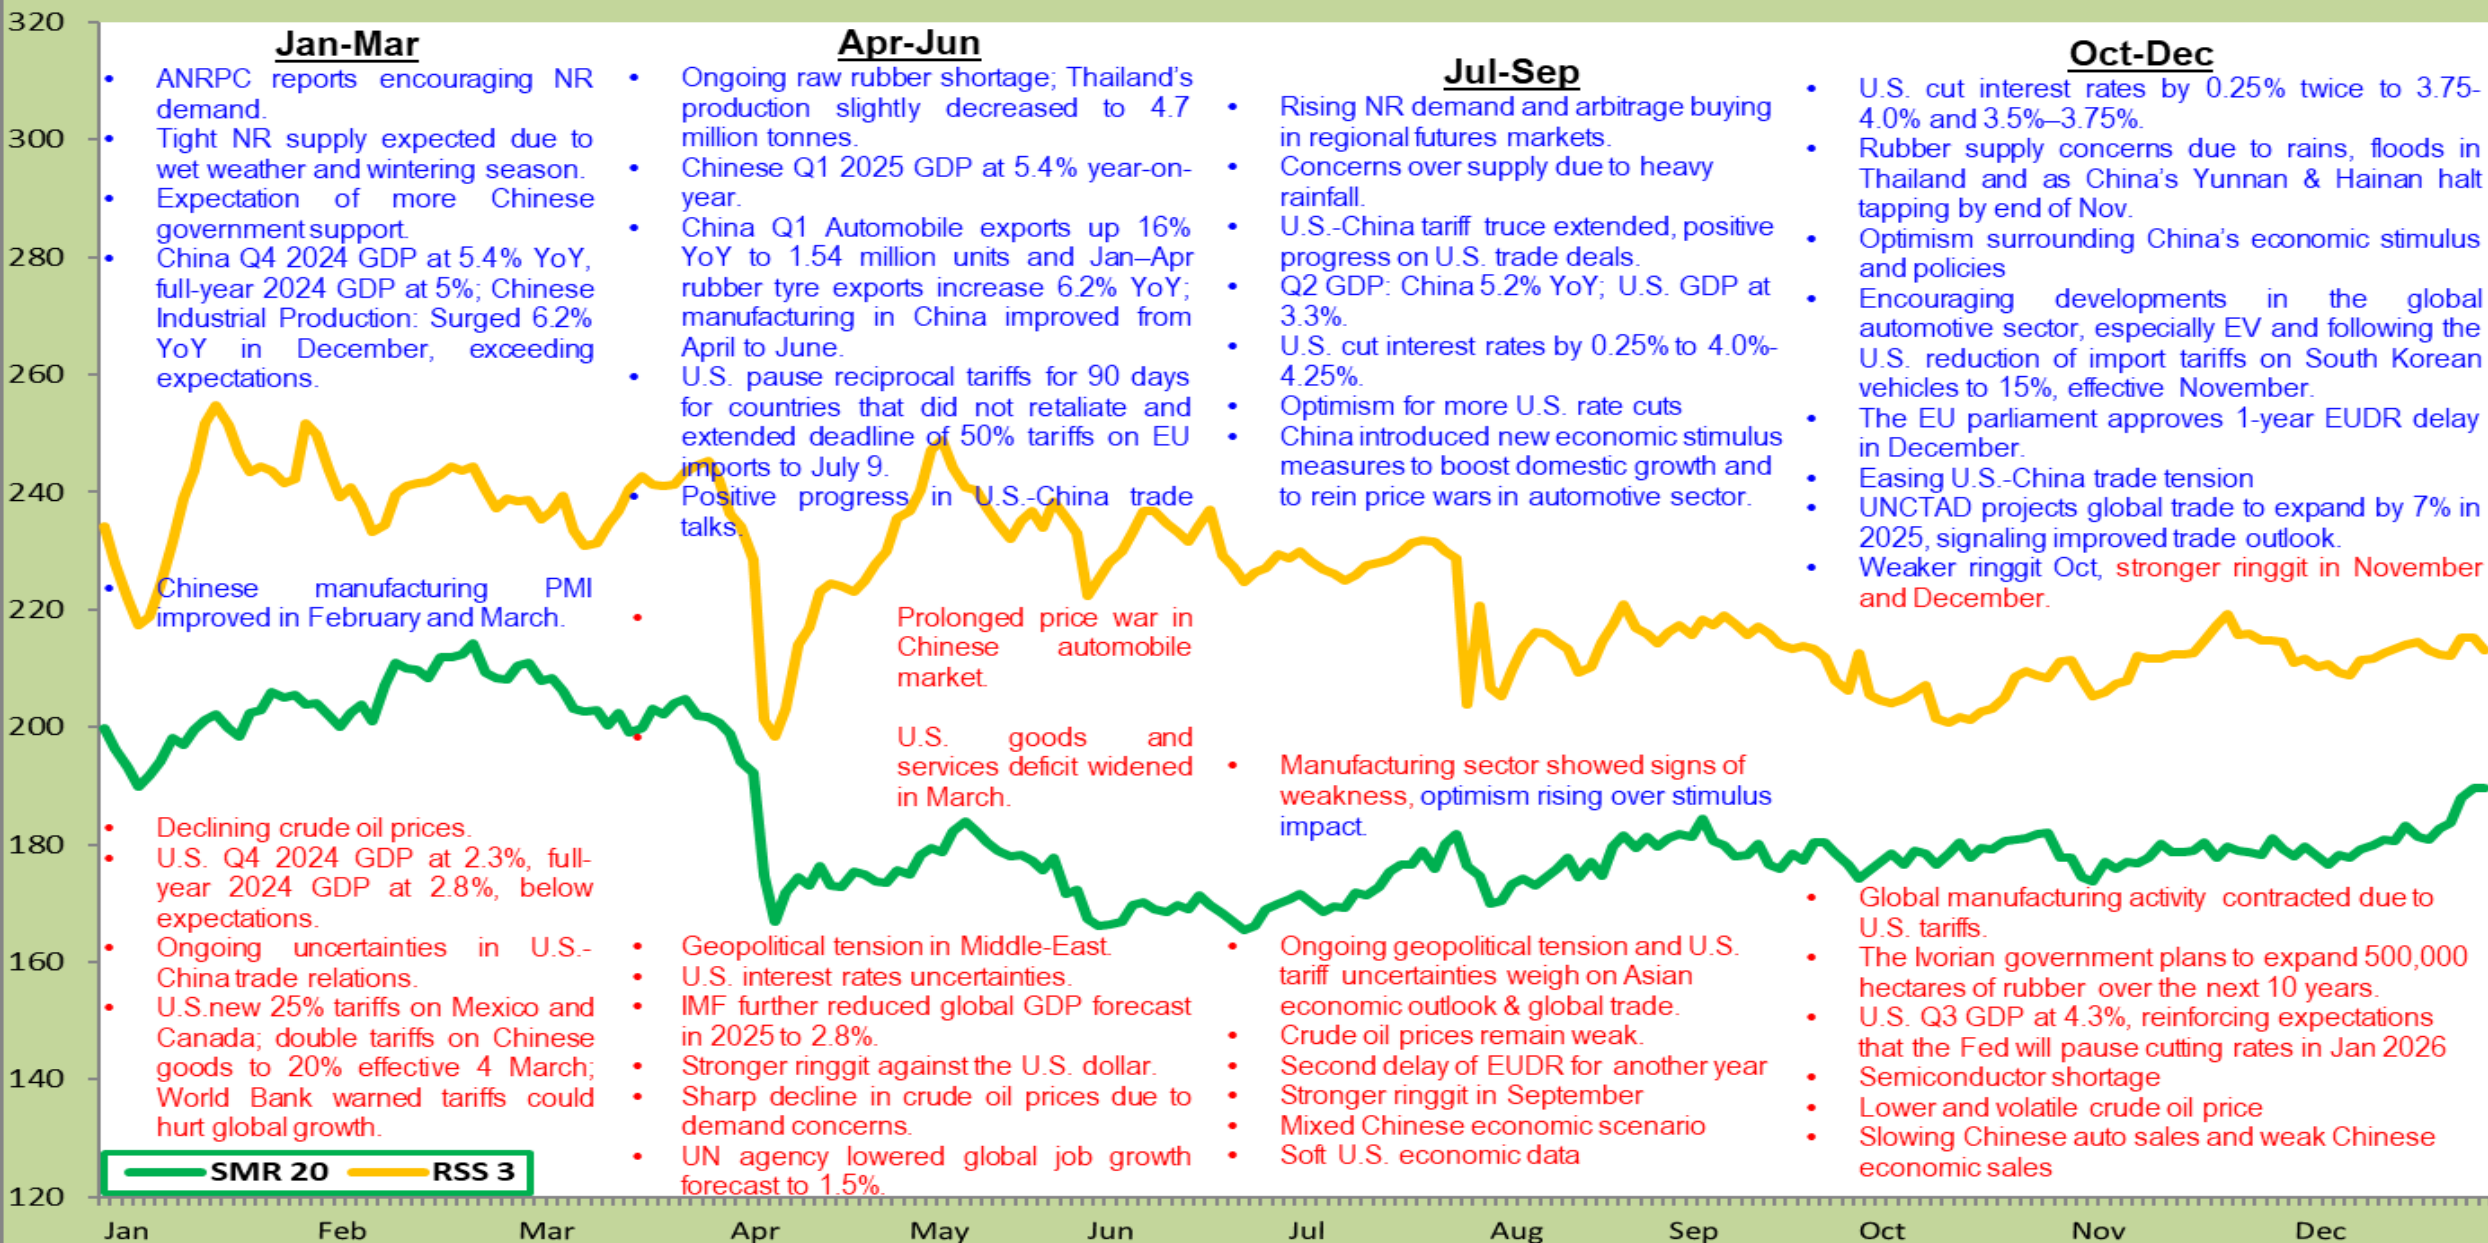 320
300
280
260
240
220
200
180
160
140
120
Jan-Mar
• ANRPC reports encouraging NR
demand.
• Tight NR supply expected due to
wet weather and wintering season.
• Expectation of more Chinese
government support.
• China Q4 2024 GDP at 5.4% YoY,
full-year 2024 GDP at 5%; Chinese
Industrial Production: Surged 6.2%
YoY in December, exceeding
expectations.
• Chinese manufacturing PMI
improved in February and March.
• Declining crude oil prices.
• U.S. Q4 2024 GDP at 2.3%, full-
year 2024 GDP at 2.8%, below
expectations.
• Ongoing uncertainties in U.S.-
China trade relations.
• U.S.new 25% tariffs on Mexico and
Canada; double tariffs on Chinese
goods to 20% effective 4 March;
World Bank warned tariffs could
hurt global growth.
Apr-Jun
• Ongoing raw rubber shortage; Thailand's
production slightly decreased to 4.7
million tonnes.
• Chinese Q1 2025 GDP at 5.4% year-on-
year.
• China Q1 Automobile exports up 16%
YoY to 1.54 million units and Jan–Apr
rubber tyre exports increase 6.2% YoY;
manufacturing in China improved from
April to June.
• U.S. pause reciprocal tariffs for 90 days
for countries that did not retaliate and
extended deadline of 50% tariffs on EU
imports to July 9.
• Positive progress in U.S.-China trade
talks.
• Prolonged price war in
Chinese automobile
market.
• U.S. goods and
services deficit widened
in March.
• Geopolitical tension in Middle-East.
• U.S. interest rates uncertainties.
• IMF further reduced global GDP forecast
in 2025 to 2.8%.
• Stronger ringgit against the U.S. dollar.
• Sharp decline in crude oil prices due to
demand concerns.
• UN agency lowered global job growth
forecast to 1.5%.
Jul-Sep
• Rising NR demand and arbitrage buying
in regional futures markets.
• Concerns over supply due to heavy
rainfall.
• U.S.-China tariff truce extended, positive
progress on U.S. trade deals.
• Q2 GDP: China 5.2% YoY; U.S. GDP at
3.3%.
• U.S. cut interest rates by 0.25% to 4.0%-
4.25%.
• Optimism for more U.S. rate cuts
• China introduced new economic stimulus
measures to boost domestic growth and
to rein price wars in automotive sector.
• Manufacturing sector showed signs of
weakness, optimism rising over stimulus
impact.
• Ongoing geopolitical tension and U.S.
tariff uncertainties weigh on Asian
economic outlook & global trade.
• Crude oil prices remain weak.
• Second delay of EUDR for another year
• Stronger ringgit in September
• Mixed Chinese economic scenario
• Soft U.S. economic data
Oct-Dec
• U.S. cut interest rates by 0.25% twice to 3.75-
4.0% and 3.5%–3.75%.
• Rubber supply concerns due to rains, floods in
Thailand and as China's Yunnan & Hainan halt
tapping by end of Nov.
• Optimism surrounding China's economic stimulus
and policies
• Encouraging developments in the global
automotive sector, especially EV and following the
U.S. reduction of import tariffs on South Korean
vehicles to 15%, effective November.
• The EU parliament approves 1-year EUDR delay
in December.
• Easing U.S.-China trade tension
• UNCTAD projects global trade to expand by 7% in
2025, signaling improved trade outlook.
• Weaker ringgit Oct, stronger ringgit in November
and December.
• Global manufacturing activity contracted due to
U.S. tariffs.
• The Ivorian government plans to expand 500,000
hectares of rubber over the next 10 years.
• U.S. Q3 GDP at 4.3%, reinforcing expectations
that the Fed will pause cutting rates in Jan 2026
• Semiconductor shortage
• Lower and volatile crude oil price
• Slowing Chinese auto sales and weak Chinese
economic sales
SMR 20 RSS 3
Jan Feb Mar Apr May Jun Jul Aug Sep Oct Nov Dec